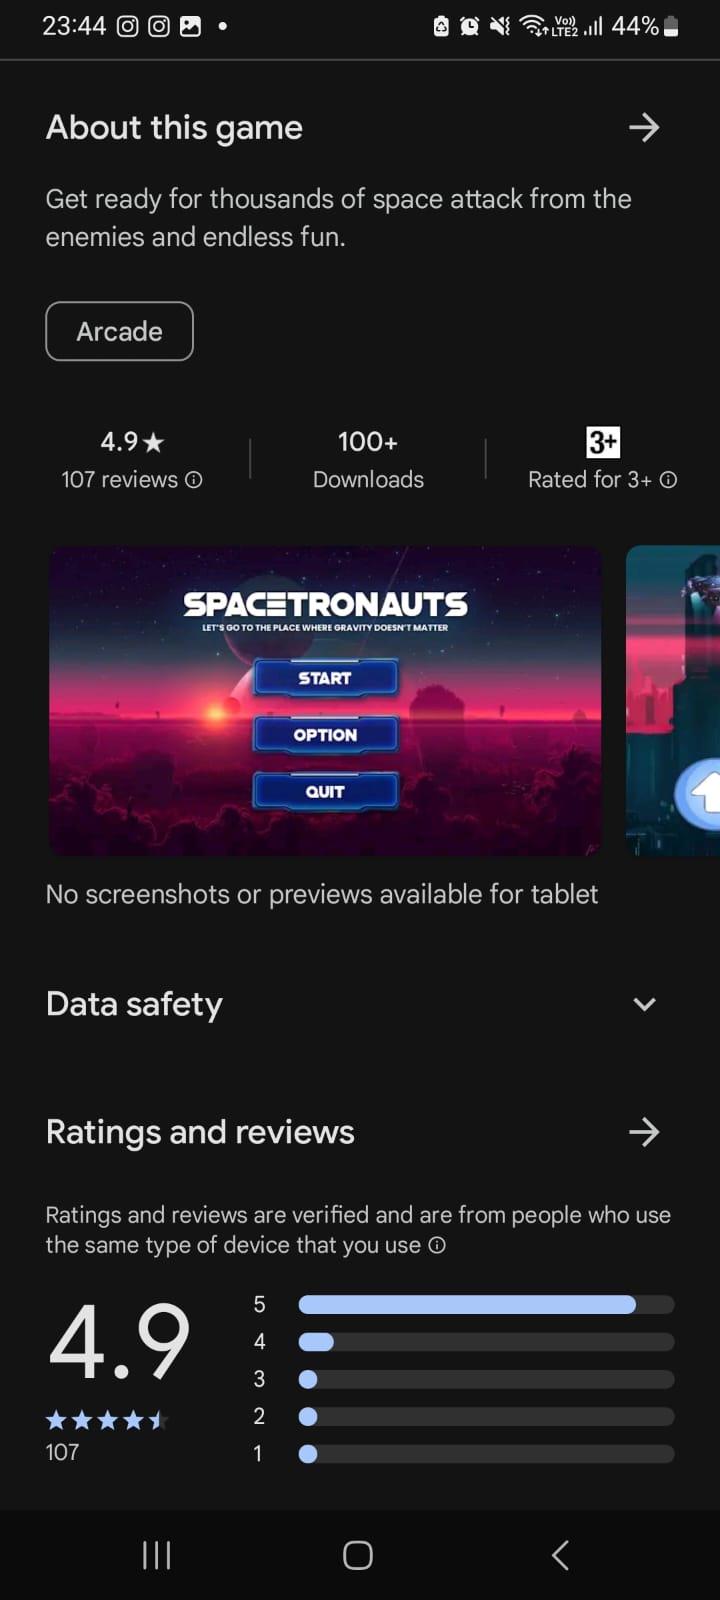 23:44
Vo))
LTE2
44%
About this game
Get ready for thousands of space attack from the
enemies and endless fun.
Arcade
4.9★
107 reviews
100+
Downloads
3+
Rated for 3+
SPACETRONAUTS
LET'S GO TO THE PLACE WHERE GRAVITY DOESN'T MATTER
START
OPTION
QUIT
No screenshots or previews available for tablet
Data safety
Ratings and reviews
Ratings and reviews are verified and are from people who use
the same type of device that you use
4.9
107
5
4
3
2
1